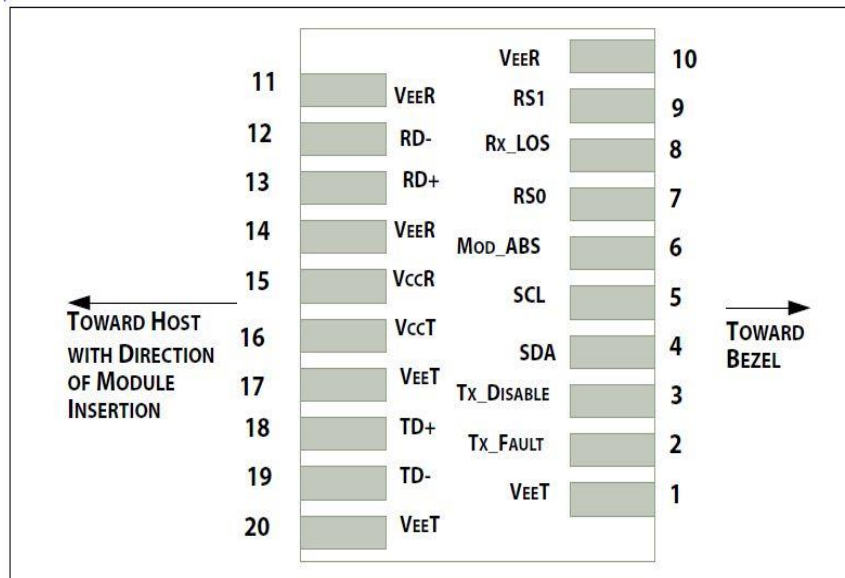 11 VEER
12 RD-
13 RD+
14 VEER
15 VCCR
16 VCCT
17 VEET
18 TD+
19 TD-
20 VEET
VEER 10
RS1 9
RX_LOS 8
RS0 7
MOD_ABS 6
SCL 5
SDA 4
TX_DISABLE 3
TX_FAULT 2
VEET 1
TOWARD HOST
WITH DIRECTION
OF MODULE
INSERTION
TOWARD
BEZEL